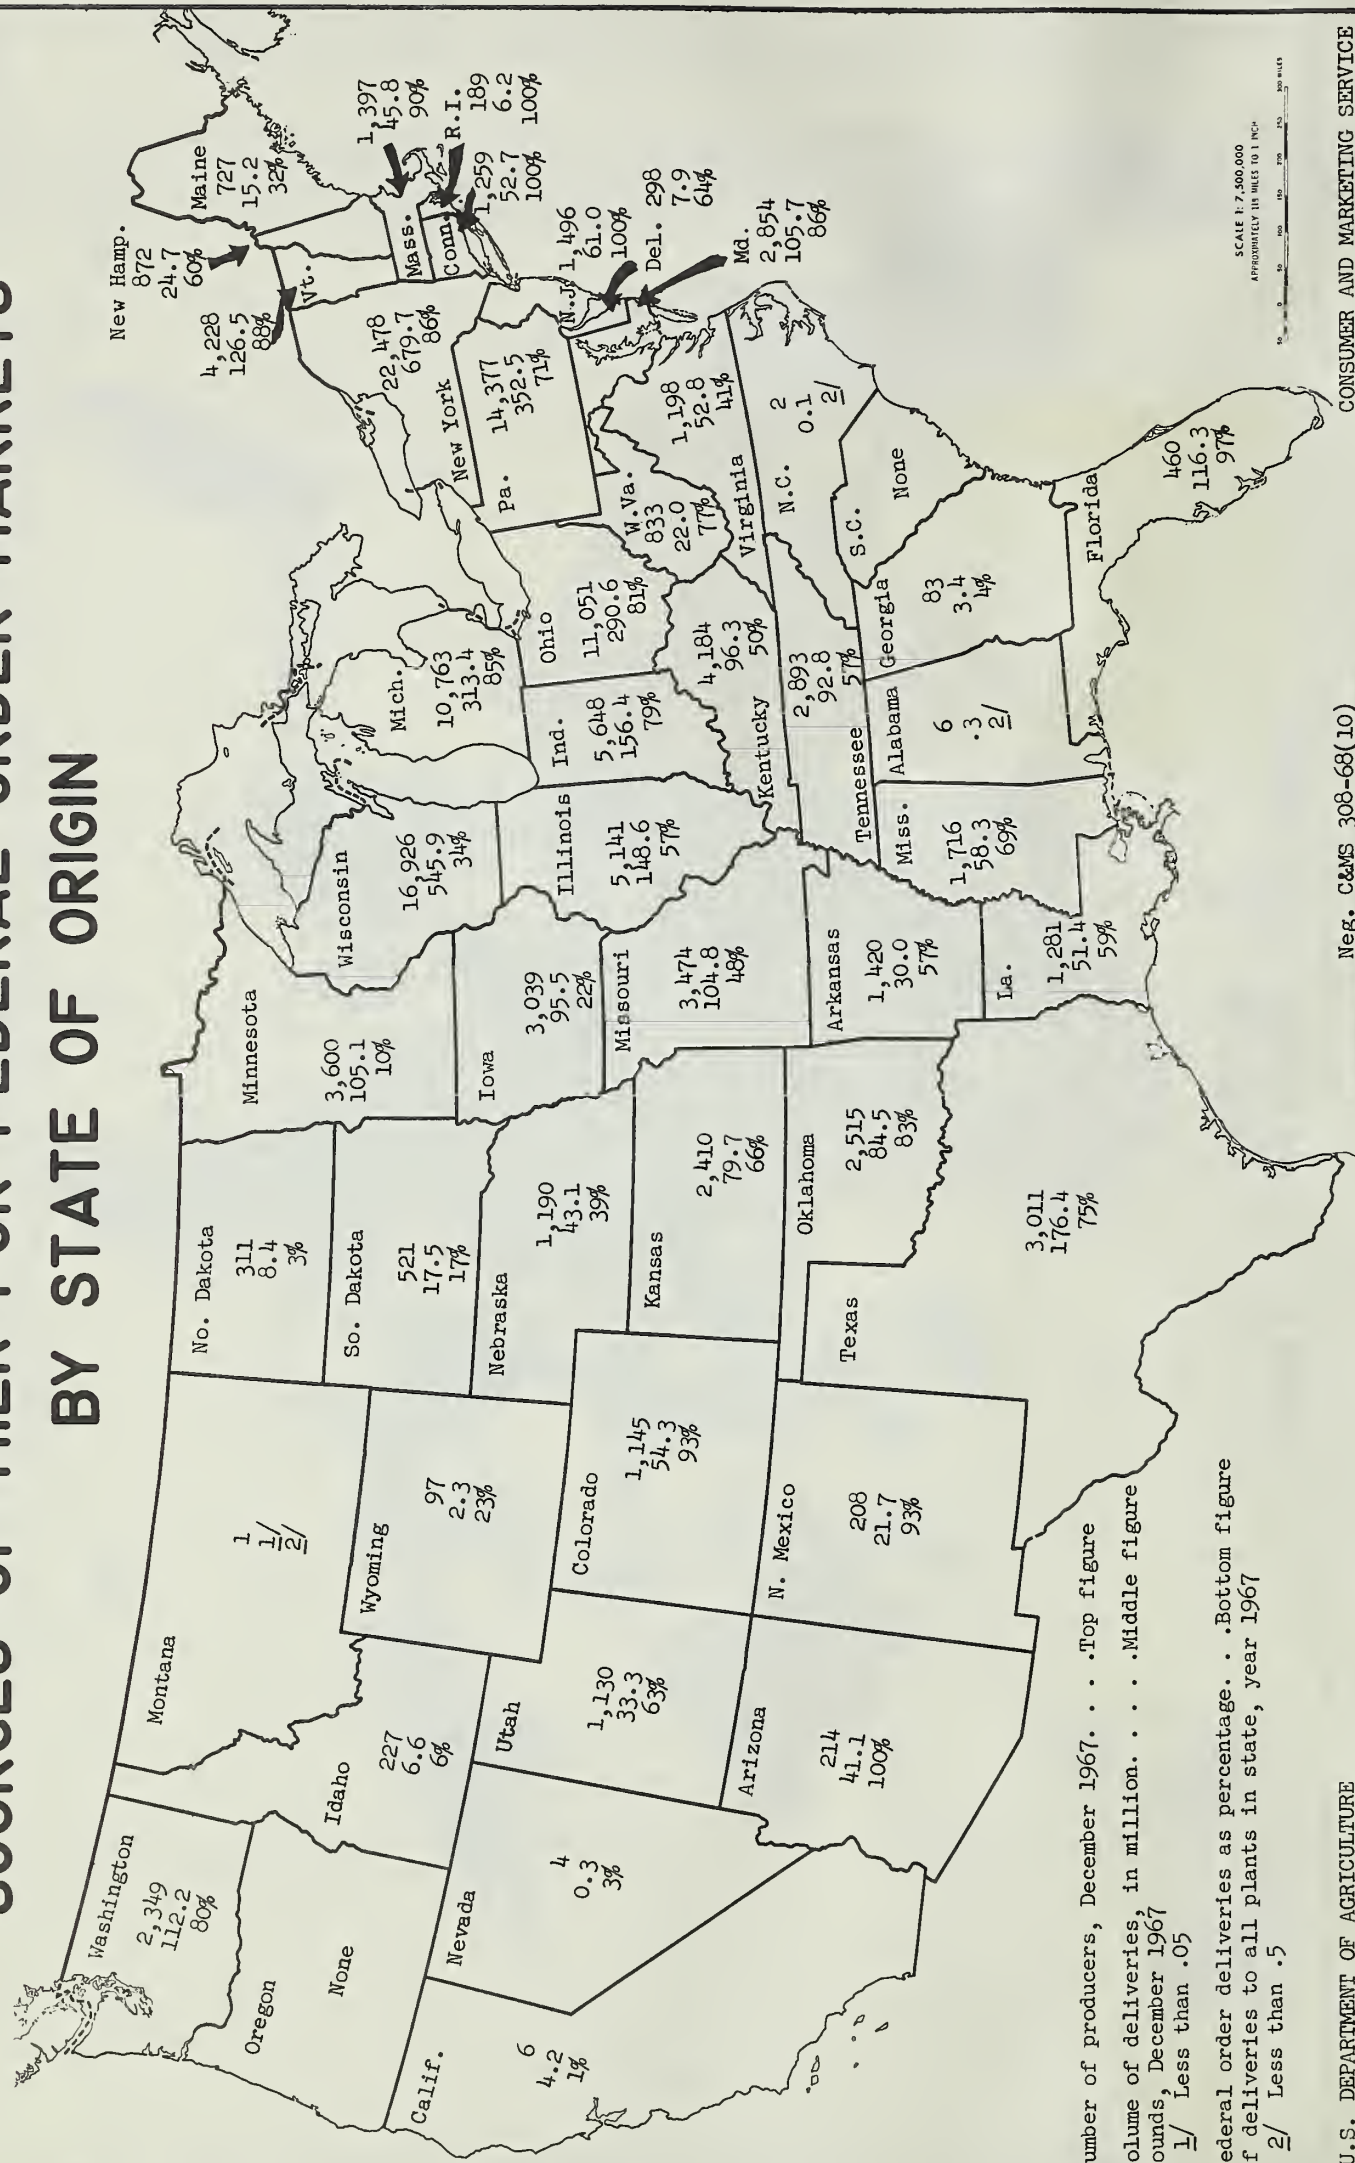 BY STATE OF ORIGIN
Washington
2,349
112.2
80%
Oregon
None
Calif.
6
4.2
1%
Nevada
4
0.3
3%
Idaho
227
6.6
6%
Montana
1
1/
2/
Wyoming
97
2.3
23%
Utah
1,130
33.3
63%
Arizona
214
41.1
100%
Colorado
1,145
54.3
93%
N. Mexico
208
21.7
93%
No. Dakota
311
8.4
3%
So. Dakota
521
17.5
17%
Nebraska
1,190
43.1
39%
Kansas
2,410
79.7
66%
Oklahoma
2,515
84.5
83%
Texas
3,011
176.4
75%
Minnesota
3,600
105.1
10%
Iowa
3,039
95.5
22%
Missouri
3,474
104.8
48%
Arkansas
1,420
30.0
57%
La.
1,281
51.4
59%
Wisconsin
16,926
545.9
34%
Illinois
5,141
148.6
57%
Mich.
10,763
313.4
85%
Ind.
5,648
156.4
79%
Ohio
11,051
290.6
81%
Kentucky
4,184
96.3
50%
Tennessee
2,893
92.8
57%
Miss.
1,716
58.3
69%
Alabama
6
.3
2/
Georgia
83
3.4
4%
Florida
460
116.3
97%
S.C.
None
N.C.
2
0.1
2/
Virginia
1,198
52.8
41%
W.Va.
833
22.0
77%
Pa.
14,377
352.5
71%
New York
22,478
679.7
86%
Vt.
4,228
126.5
88%
New Hamp.
872
24.7
60%
Maine
727
15.2
32%
Mass.
1,397
45.8
90%
R.I.
189
6.2
100%
Conn.
1,259
52.7
100%
N.J.
1,496
61.0
100%
Del. 298
7.9
64%
Md.
2,854
105.7
86%
umber of producers, December 1967. . . .Top figure
olume of deliveries, in million. . . . .Middle figure
ounds, December 1967
1/ Less than .05
ederal order deliveries as percentage. . .Bottom figure
f deliveries to all plants in state, year 1967
2/ Less than .5
SCALE 1: 7,500,000
APPROXIMATELY 118 MILES TO 1 INCH
50 0 50 100 150 200 250 300 MILES
U.S. DEPARTMENT OF AGRICULTURE Neg. C&MS 308-68(10) CONSUMER AND MARKETING SERVICE